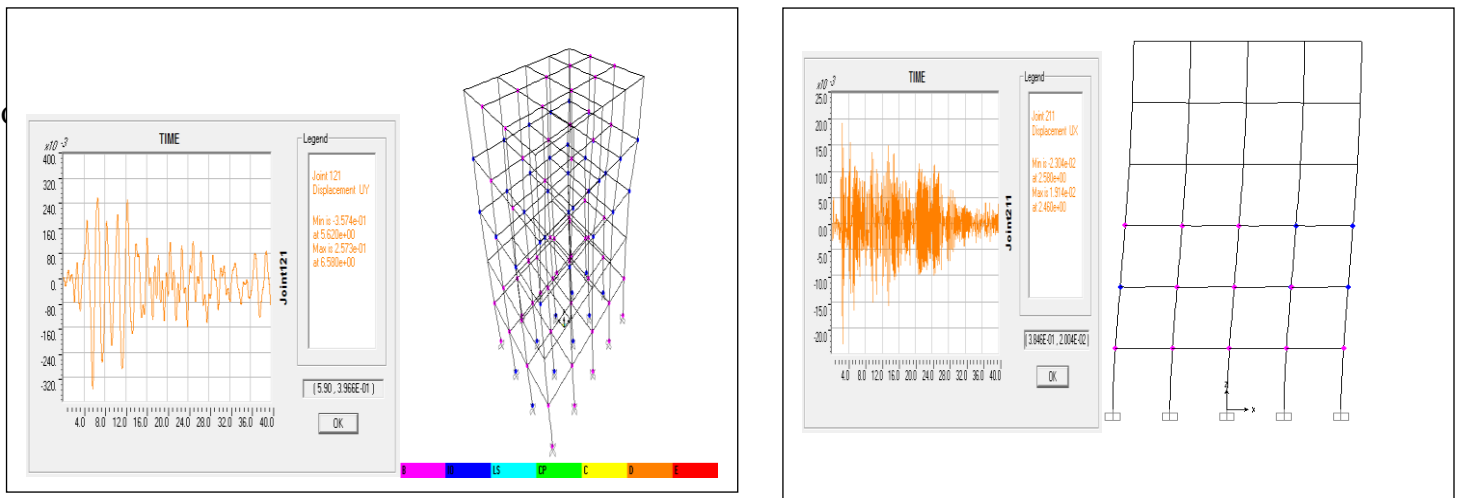 TIME
x10 -3
400.
320.
240.
160.
80.
0.
-80.
-160.
-240.
-320.
4.0 8.0 12.0 16.0 20.0 24.0 28.0 32.0 36.0 40.0
Joint121
Legend
Joint 121
Displacement UY
Min is -3.574e-01
at 5.620e+00
Max is 2.573e-01
at 6.580e+00
( 5.90 , 3.966E-01 )
OK
B IO LS CP C D E
TIME
x10 -3
25.0
20.0
15.0
10.0
5.0
0.0
-5.0
-10.0
-15.0
-20.0
4.0 8.0 12.0 16.0 20.0 24.0 28.0 32.0 36.0 40.0
Joint211
Legend
Joint 211
Displacement UX
Min is -2.304e-02
at 2.580e+00
Max is 1.914e-02
at 2.460e+00
( 3.846E-01 , 2.004E-02 )
OK
z
x